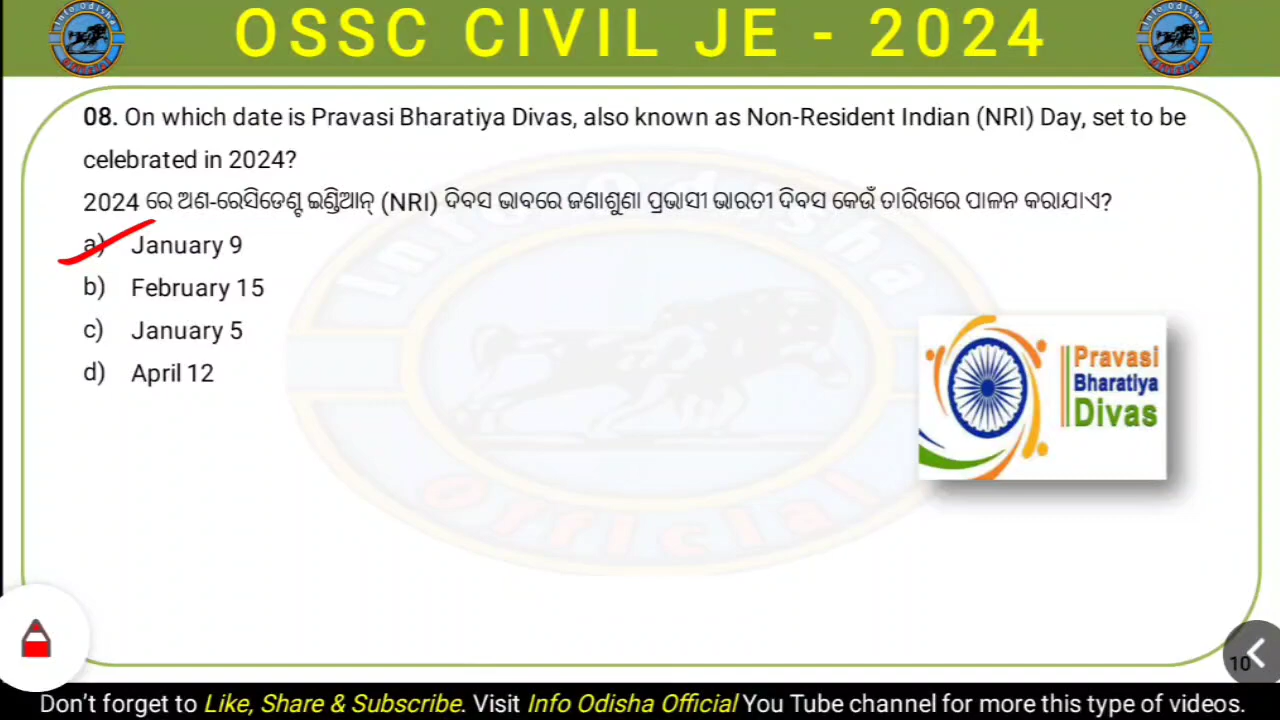 OSSC CIVIL JE - 2024
08. On which date is Pravasi Bharatiya Divas, also known as Non-Resident Indian (NRI) Day, set to be
celebrated in 2024?
2024 ରେ ଅଣ-ରେସିଡେଣ୍ଟ ଇଣ୍ଡିଆନ୍ (NRI) ଦିବସ ଭାବରେ ଜଣାଶୁଣା ପ୍ରଭାସୀ ଭାରତୀ ଦିବସ କେଉଁ ତାରିଖରେ ପାଳନ କରାଯାଏ?
a) January 9
b) February 15
c) January 5
d) April 12
Pravasi
Bharatiya
Divas
Info Odisha
Official
10
Don't forget to Like, Share & Subscribe. Visit Info Odisha Official You Tube channel for more this type of videos.